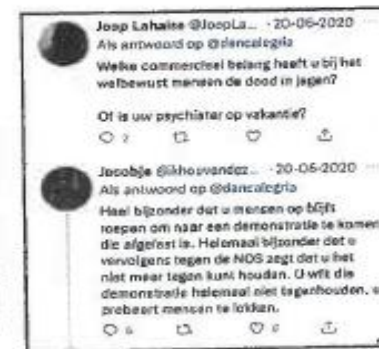 Joop Lahaise @JoopLa... · 20-06-2020
Als antwoord op @dancalegria
Welke commercieel belang heeft u bij het
welbewust mensen de dood in jagen?
Of is uw psychiater op vakantie?
2
Jacobje @ikhouvandez... · 20-06-2020
Als antwoord op @dancalegria
Heel bijzonder dat u mensen op blijft
roepen om naar een demonstratie te komen
die afgelast is. Helemaal bijzonder dat u
vervolgens tegen de NOS zegt dat u het
niet meer tegen kunt houden. U wilt die
demonstratie helemaal niet tegenhouden, u
probeert mensen te lokken.
6 6